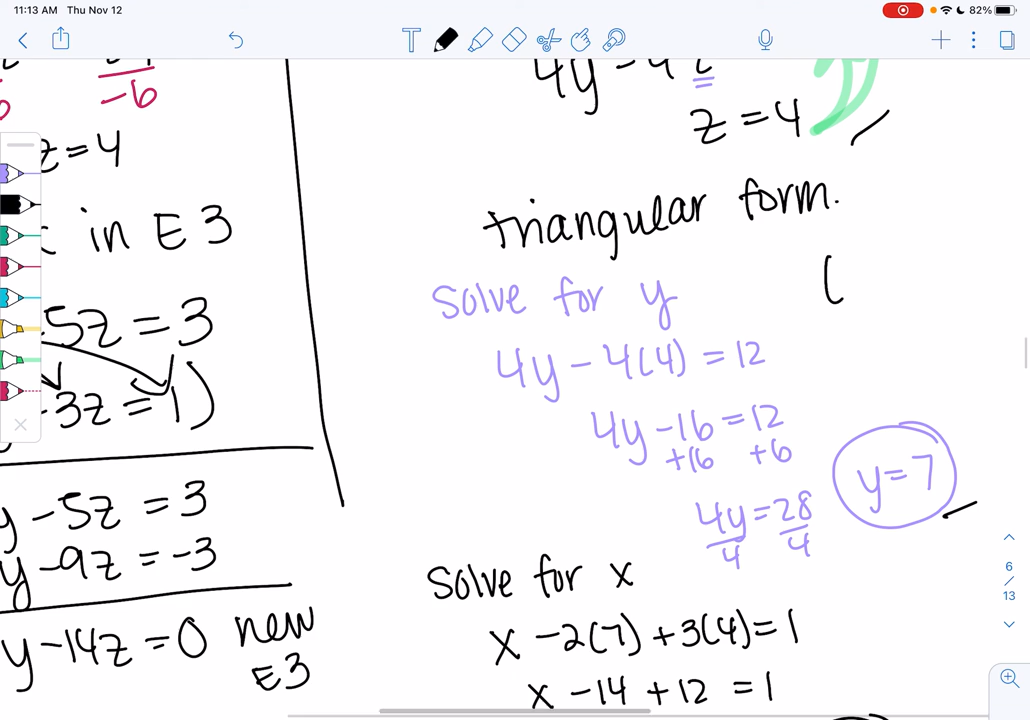 11:13 AM Thu Nov 12
82%
-6
z = 4
in E3
5z = 3
-3z = 1)
y - 5z = 3
y - 9z = -3
y - 14z = 0 new
E3
4y - 4z
z = 4
triangular form.
Solve for y
(
4y - 4(4) = 12
4y - 16 = 12
+16 +6
y = 7
4y = 28
4 4
Solve for x
x - 2(7) + 3(4) = 1
x - 14 + 12 = 1
6
/
13